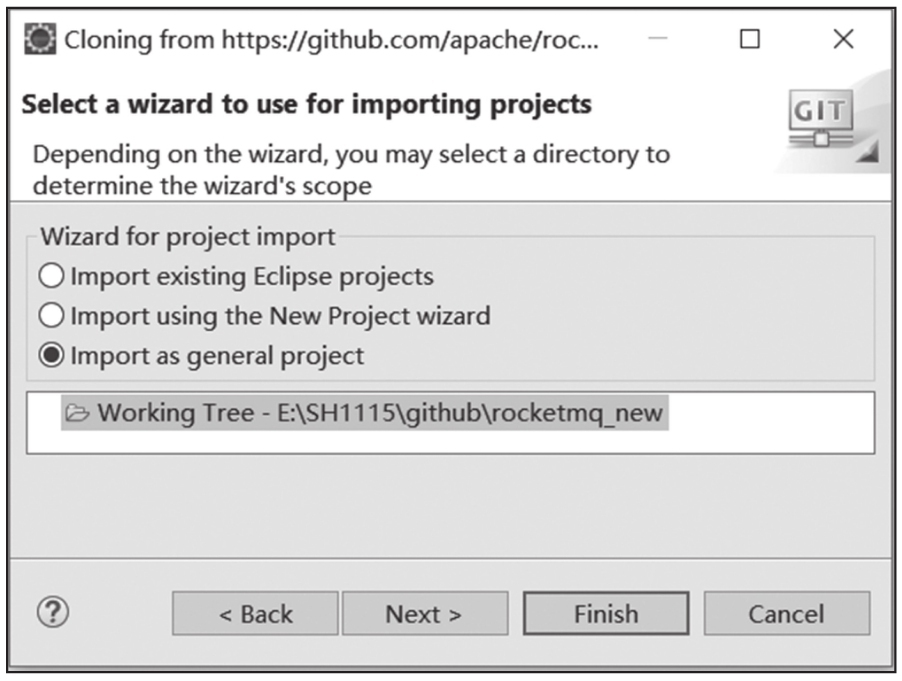 Cloning from https://github.com/apache/roc...
Select a wizard to use for importing projects
GIT
Depending on the wizard, you may select a directory to
determine the wizard's scope
Wizard for project import
Import existing Eclipse projects
Import using the New Project wizard
Import as general project
Working Tree - E:\SH1115\github\rocketmq_new
?
< Back
Next >
Finish
Cancel